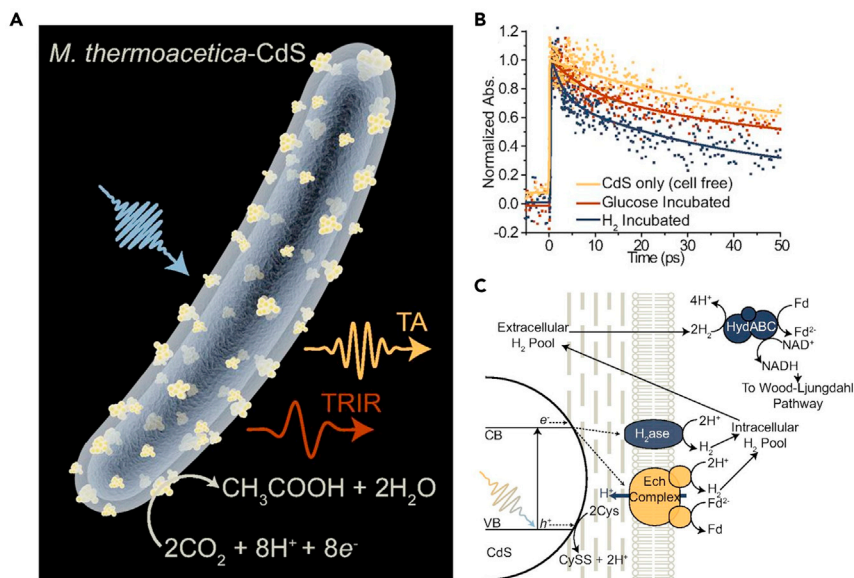 A
M. thermoacetica-CdS
TA
TRIR
CH₃COOH + 2H₂O
2CO₂ + 8H⁺ + 8e⁻
B
Normalized Abs.
1.2
1.0
0.8
0.6
0.4
0.2
0.0
-0.2
CdS only (cell free)
Glucose Incubated
H₂ Incubated
0 10 20 30 40 50
Time (ps)
C
Extracellular
H₂ Pool
4H⁺
2H₂
HydABC
Fd
Fd²⁻
NAD⁺
NADH
To Wood-Ljungdahl
Pathway
Intracellular
H₂ Pool
e⁻
CB
H₂ase
2H⁺
H₂
Ech
Complex
H⁺
2H⁺
H₂
Fd²⁻
Fd
VB
h⁺
2Cys
CdS
CySS + 2H⁺